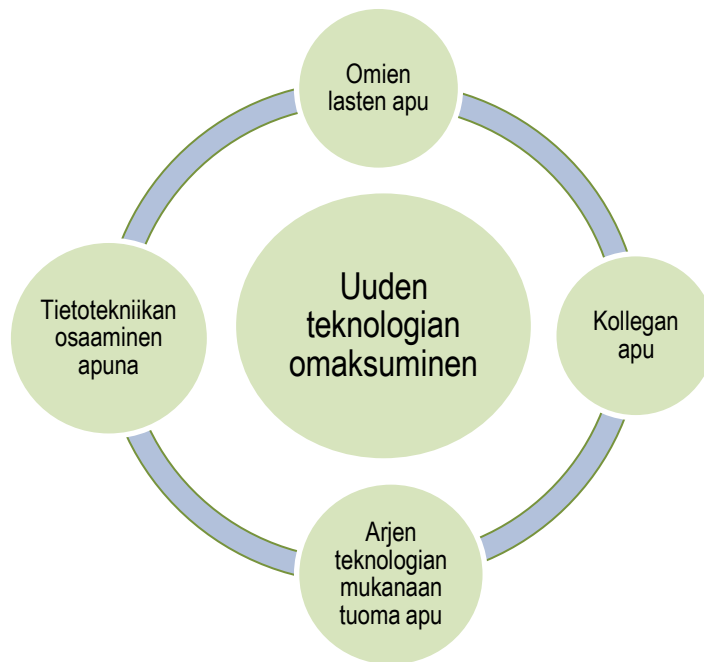 Omien
lasten apu
Uuden
teknologian
omaksuminen
Tietotekniikan
osaaminen
apuna
Kollegan
apu
Arjen
teknologian
mukanaan
tuoma apu